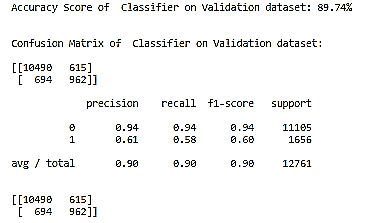 Accuracy Score of  Classifier on Validation dataset: 89.74%
Confusion Matrix of  Classifier on Validation dataset:
[[10490   615]
 [  694   962]]
precision    recall  f1-score   support
0       0.94      0.94      0.94     11105
1       0.61      0.58      0.60      1656
avg / total       0.90      0.90      0.90     12761
[[10490   615]
 [  694   962]]